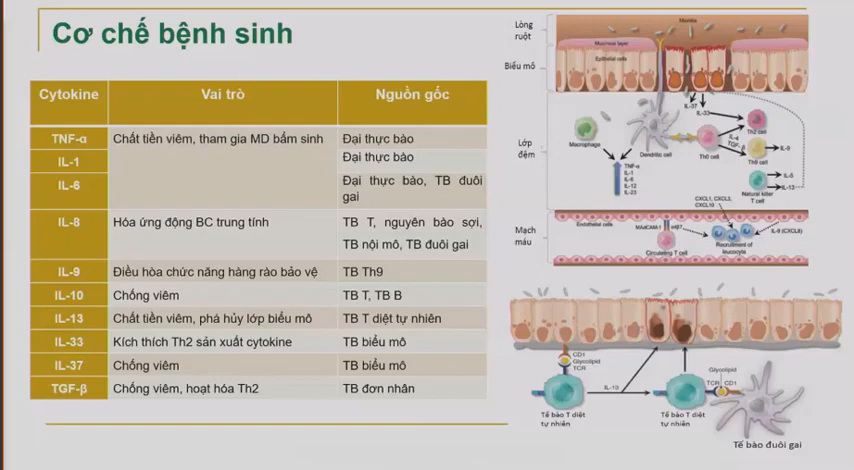 Cơ chế bệnh sinh
Cytokine Vai trò Nguồn gốc
TNF-α Chất tiền viêm, tham gia MD bẩm sinh Đại thực bào
IL-1 Đại thực bào
IL-6 Đại thực bào, TB đuôi
gai
IL-8 Hóa ứng động BC trung tính TB T, nguyên bào sợi,
TB nội mô, TB đuôi gai
IL-9 Điều hòa chức năng hàng rào bảo vệ TB Th9
IL-10 Chống viêm TB T, TB B
IL-13 Chất tiền viêm, phá hủy lớp biểu mô TB T diệt tự nhiên
IL-33 Kích thích Th2 sản xuất cytokine TB biểu mô
IL-37 Chống viêm TB biểu mô
TGF-β Chống viêm, hoạt hóa Th2 TB đơn nhân
Lòng
ruột
Biểu mô
Lớp
đệm
Mạch
máu
Mucosal layer
Epithelial cells
IL-37
IL-33
Th2 cell
IL-4
TGF-β
Macrophage
Dendritic cell
Th0 cell
Th9 cell
IL-9
TNF-α
IL-1
IL-6
IL-12
IL-23
IL-5
IL-13
Natural killer
T cell
CXCL1, CXCL3,
Endothelial cells
MAdCAM-1
α4β7
Circulating T cell
Recruitment of
leucocyte
CD1
Glycolipid
TCR
IL-13
Glycolipid
TCR CD1
Tế bào T diệt
tự nhiên
Tế bào T diệt
tự nhiên
Tế bào đuôi gai